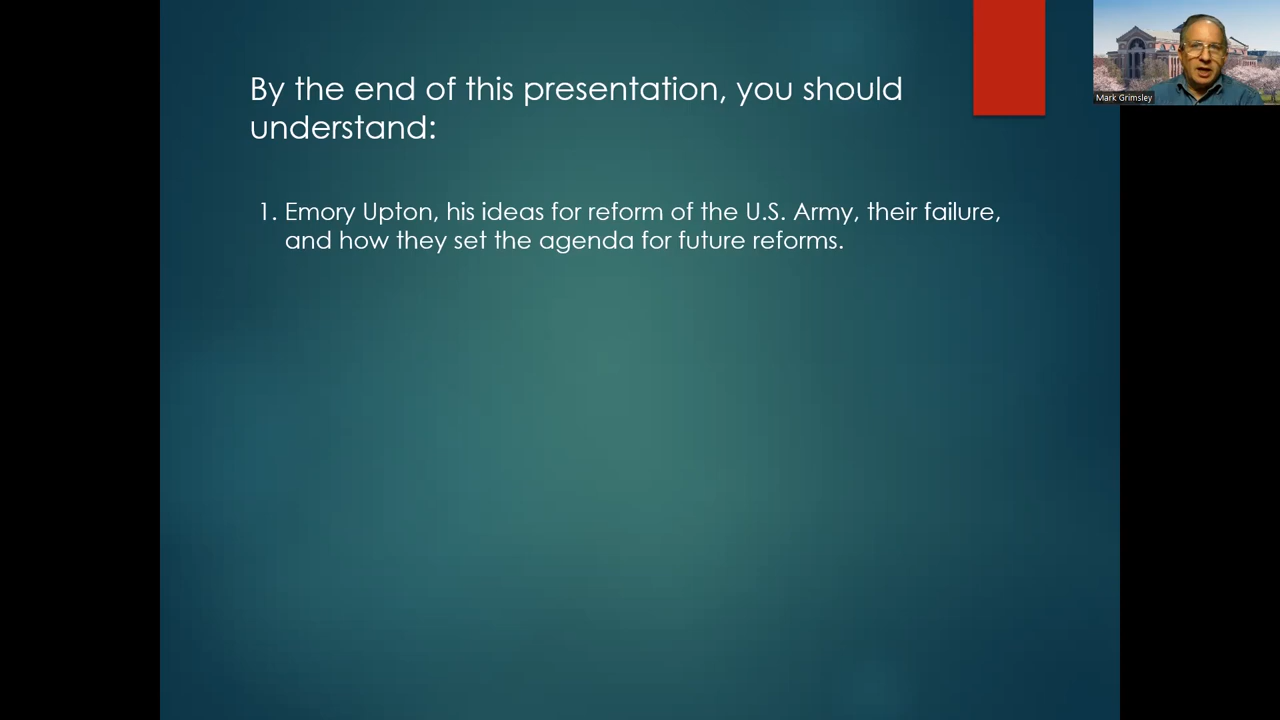 By the end of this presentation, you should
understand:
1. Emory Upton, his ideas for reform of the U.S. Army, their failure,
and how they set the agenda for future reforms.
Mark Grimsley